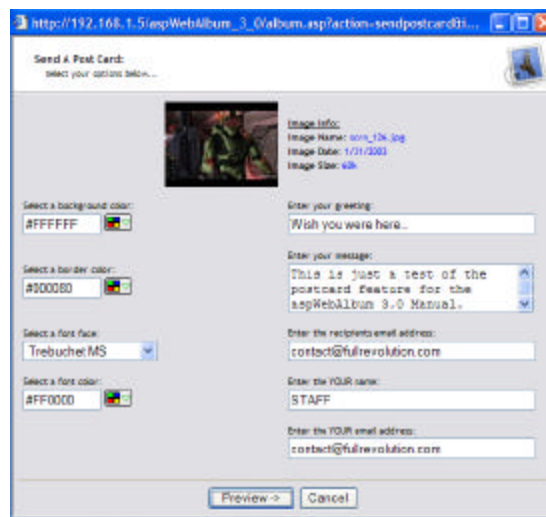 http://192.168.1.5/aspWebAlbum_3_0/album.asp?action=sendpostcard&i...
Send A Post Card:
Select your options below...
Image Info:
Image Name:
Image Date: 1/31/2003
Image Size: 60k
Select a background color:
#FFFFFF
Enter your greeting:
Wish you were here...
Select a border color:
#000080
Enter your message:
This is just a test of the
postcard feature for the
aspWebAlbum 3.0 Manual.
Select a font face:
Trebuchet MS
Enter the recipients email address:
contact@fullrevolution.com
Select a font color:
#FF0000
Enter the YOUR name:
STAFF
Enter the YOUR email address:
contact@fullrevolution.com
Preview ->
Cancel